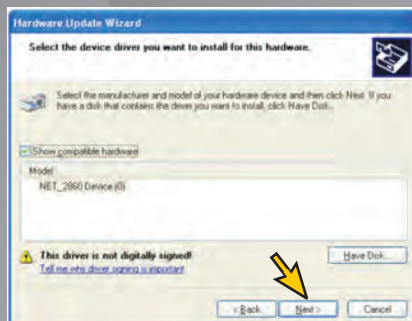 Hardware Update Wizard
Select the device driver you want to install for this hardware.
Select the manufacturer and model of your hardware device and then click Next. If you
have a disk that contains the driver you want to install, click Have Disk.
Show compatible hardware
Model
NET_2860 Device (0)
This driver is not digitally signed!
Tell me why driver signing is important
Have Disk...
< Back
Next >
Cancel